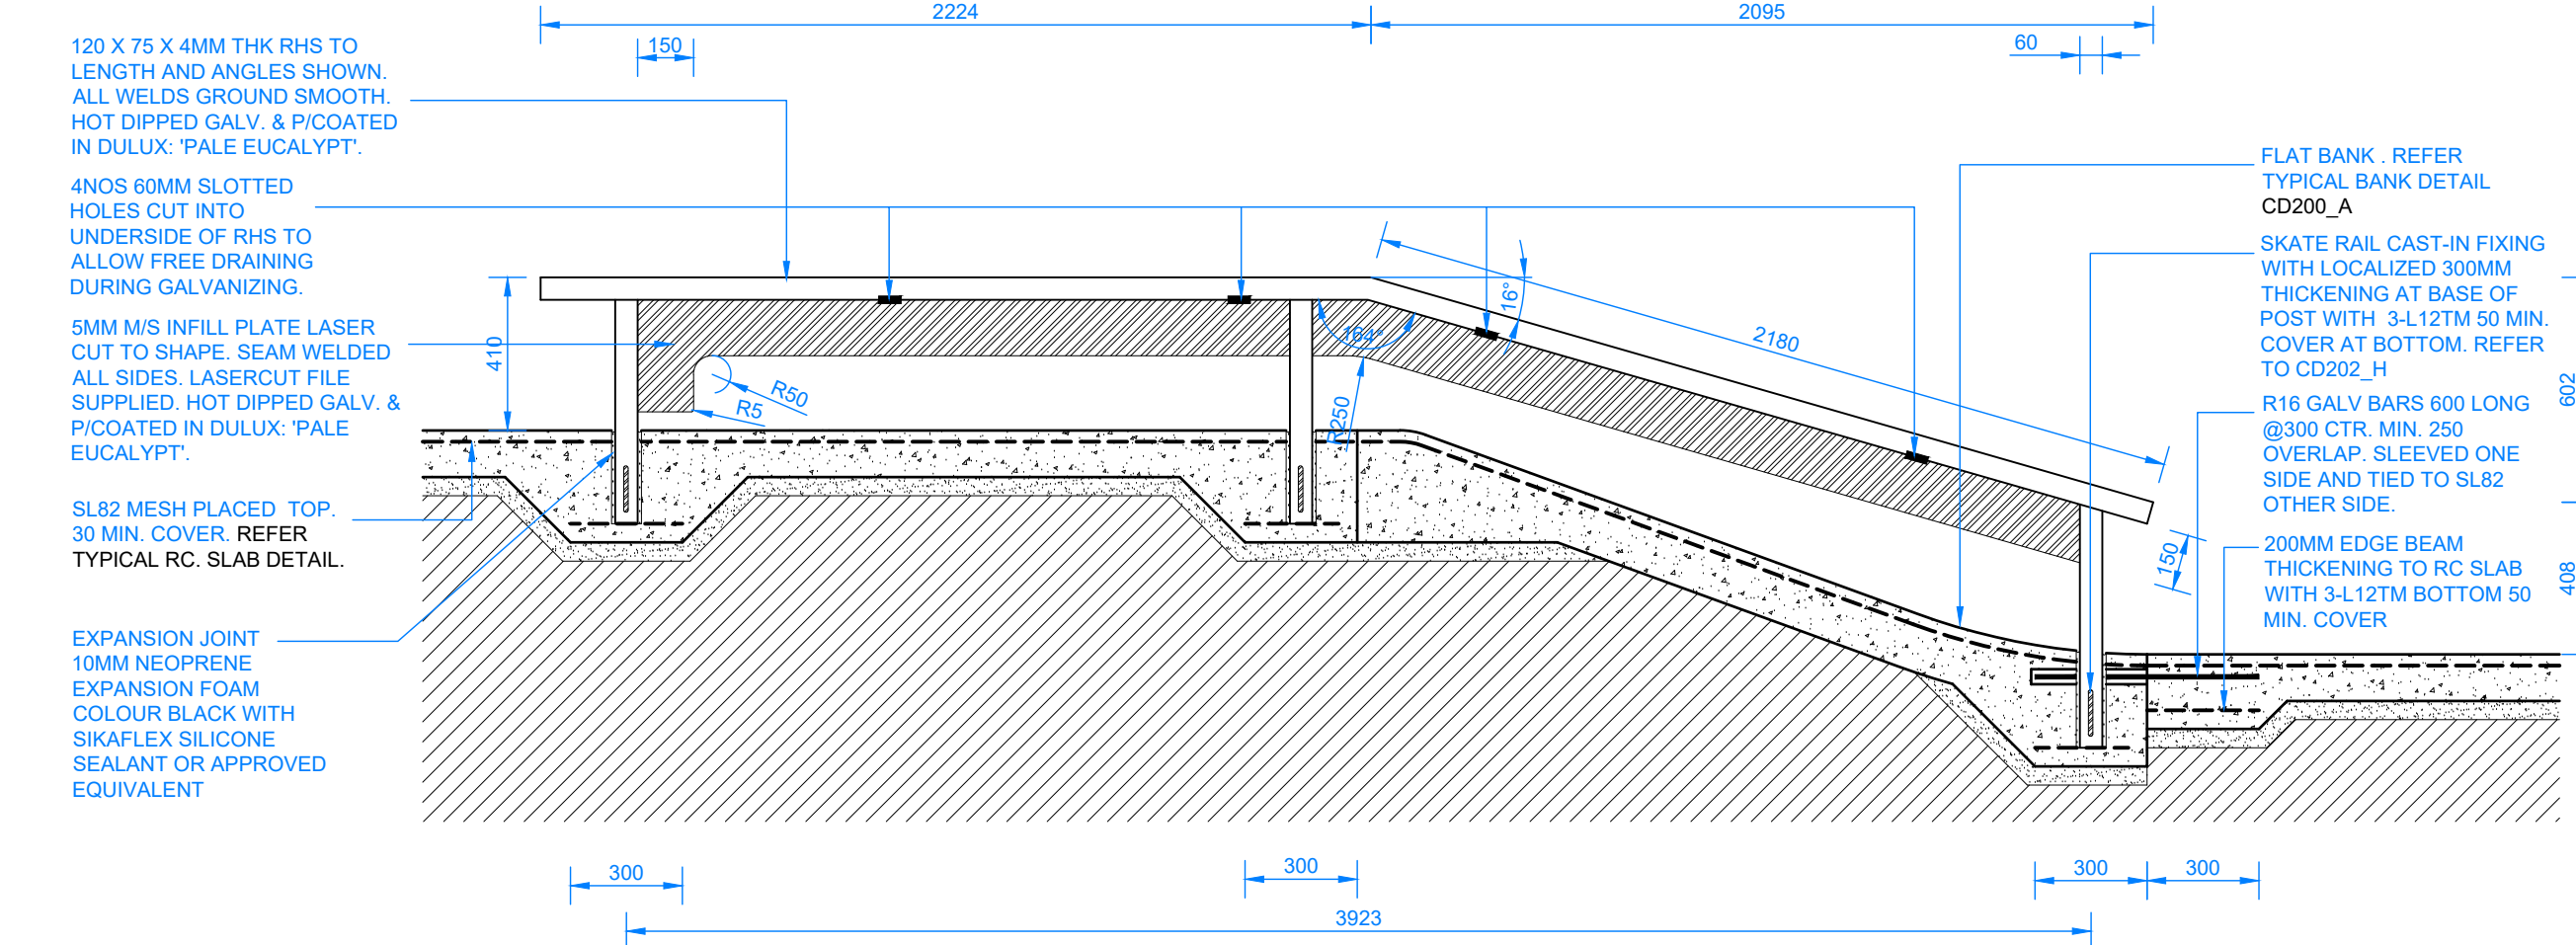 2224
2095
150
60
120 X 75 X 4MM THK RHS TO
LENGTH AND ANGLES SHOWN.
ALL WELDS GROUND SMOOTH.
HOT DIPPED GALV. & P/COATED
IN DULUX: 'PALE EUCALYPT'.
4NOS 60MM SLOTTED
HOLES CUT INTO
UNDERSIDE OF RHS TO
ALLOW FREE DRAINING
DURING GALVANIZING.
5MM M/S INFILL PLATE LASER
CUT TO SHAPE. SEAM WELDED
ALL SIDES. LASERCUT FILE
SUPPLIED. HOT DIPPED GALV. &
P/COATED IN DULUX: 'PALE
EUCALYPT'.
SL82 MESH PLACED TOP.
30 MIN. COVER. REFER
TYPICAL RC. SLAB DETAIL.
EXPANSION JOINT
10MM NEOPRENE
EXPANSION FOAM
COLOUR BLACK WITH
SIKAFLEX SILICONE
SEALANT OR APPROVED
EQUIVALENT
410
R50
R5
164°
R250
16°
2180
150
FLAT BANK . REFER
TYPICAL BANK DETAIL
CD200_A
SKATE RAIL CAST-IN FIXING
WITH LOCALIZED 300MM
THICKENING AT BASE OF
POST WITH 3-L12TM 50 MIN.
COVER AT BOTTOM. REFER
TO CD202_H
R16 GALV BARS 600 LONG
@300 CTR. MIN. 250
OVERLAP. SLEEVED ONE
SIDE AND TIED TO SL82
OTHER SIDE.
200MM EDGE BEAM
THICKENING TO RC SLAB
WITH 3-L12TM BOTTOM 50
MIN. COVER
602
408
300
300
300
300
3923